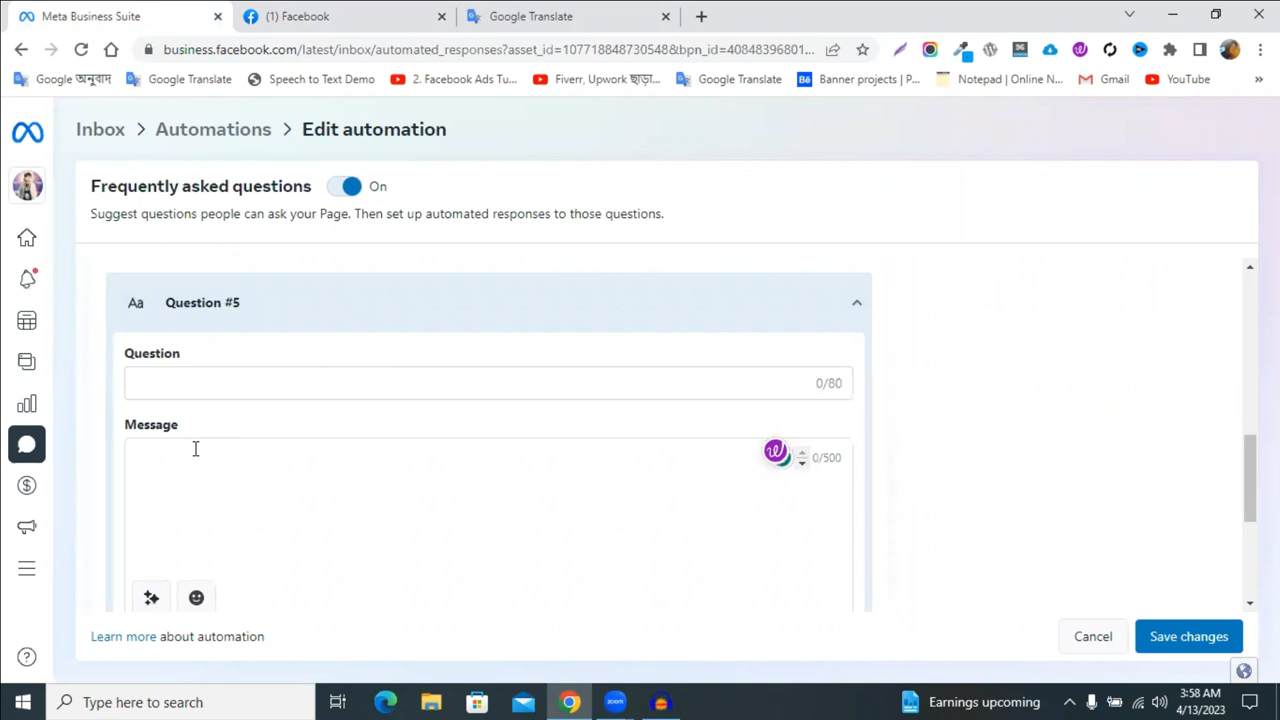 Meta Business Suite
(1) Facebook
Google Translate
business.facebook.com/latest/inbox/automated_responses?asset_id=107718848730548&bpn_id=40848396801...
Google অনুবাদ
Google Translate
Speech to Text Demo
2. Facebook Ads Tu...
Fiverr, Upwork ছাড়া...
Google Translate
Banner projects | P...
Notepad | Online N...
Gmail
YouTube
»
Inbox > Automations > Edit automation
Frequently asked questions On
Suggest questions people can ask your Page. Then set up automated responses to those questions.
Aa Question #5
Question
0/80
Message
0/500
Learn more about automation
Cancel
Save changes
Type here to search
zoom
Earnings upcoming
3:58 AM
4/13/2023